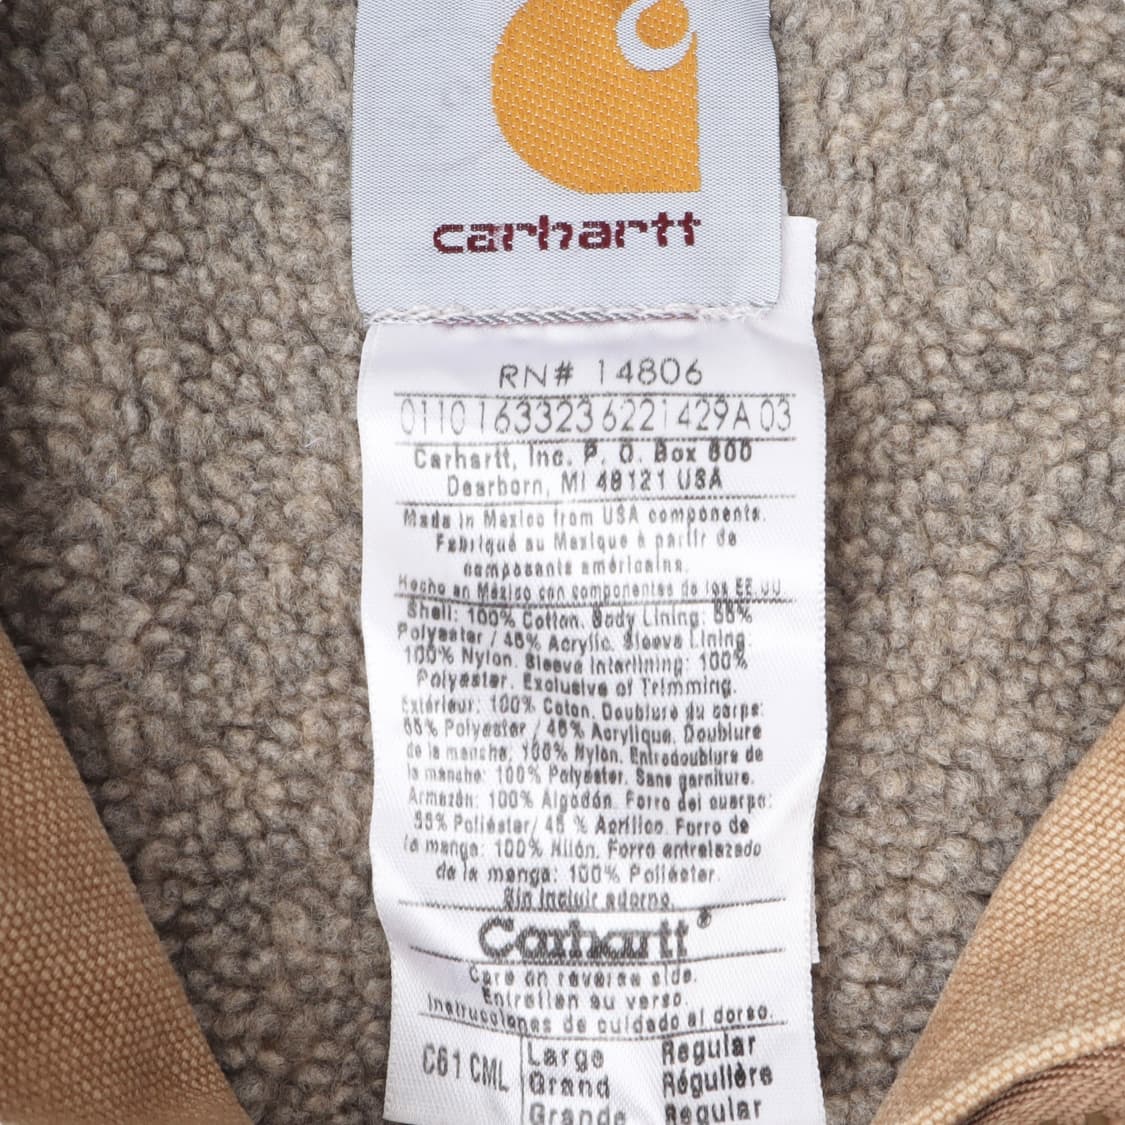 carhartt
RN# 14806
0110 1633323 6221429A 03
Carhartt, Inc. P. O. Box 600
Dearborn, MI 48121 USA
Made in Mexico from USA components.
Fabriqué au Mexique à partir de
composants américains.
Hecho en México con componentes de los EE.UU.
Shell: 100% Cotton. Body Lining: 55%
Polyester / 45% Acrylic. Sleeve Lining:
100% Nylon. Sleeve Interlining: 100%
Polyester. Exclusive of Trimming.
Extérieur: 100% Coton. Doublure du corps:
55% Polyester / 45% Acrylique. Doublure
de la manche: 100% Nylon. Entredoublure de
la manche: 100% Polyester. Sans garniture.
Armazón: 100% Algodón. Forro del cuerpo:
55% Poliéster/ 45 % Acrílico. Forro de
la manga: 100% Nilón. Forro entrelazado
de la manga: 100% Poliéster.
Sin incluir adorno.
Carhartt®
Care on reverse side.
Entretien au verso.
Instrucciones de cuidado al dorso.
C61 CML Large Regular
Grand Régulière
Grande Regular